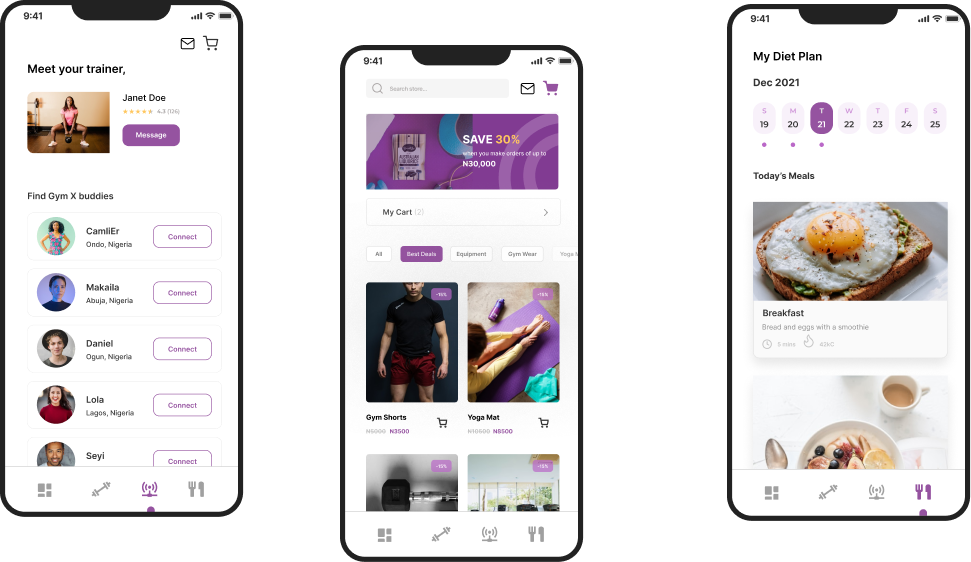 9:41
Meet your trainer,
Janet Doe
4.3 (126)
Message
Find Gym X buddies
CamliEr
Ondo, Nigeria
Connect
Makaila
Abuja, Nigeria
Connect
Daniel
Ogun, Nigeria
Connect
Lola
Lagos, Nigeria
Connect
Seyi
Connect
9:41
Search store...
SAVE 30%
when you make orders of up to
N30,000
My Cart (2)
All
Best Deals
Equipment
Gym Wear
Yoga
-15%
-15%
Gym Shorts
N5000 N3500
Yoga Mat
N10500 N8500
-15%
-15%
9:41
My Diet Plan
Dec 2021
S M T W T F S
19 20 21 22 23 24 25
Today's Meals
Breakfast
Bread and eggs with a smoothie
5 mins
42kC